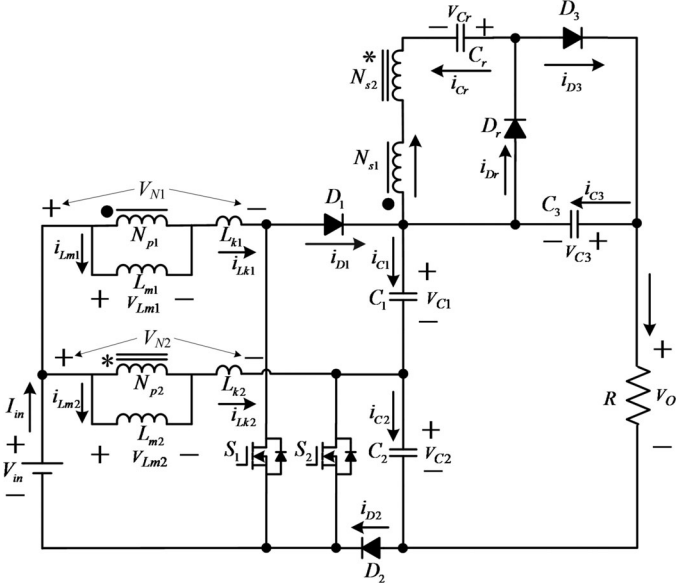 − V_Cr +
D_3
C_r
*
N_s2
i_Cr
i_D3
D_r
N_s1
i_Dr
i_C3
C_3
+ V_N1 −
D_1
− V_C3 +
N_p1
L_k1
i_Lm1
i_Lk1
i_D1
i_C1
L_m1
+ V_Lm1 −
C_1
+ V_C1 −
+ V_N2 −
*
N_p2
L_k2
I_in
i_Lm2
i_Lk2
i_C2
R
+ V_O −
L_m2
+ V_Lm2 −
S_1
S_2
C_2
+ V_C2 −
+ V_in −
i_D2
D_2